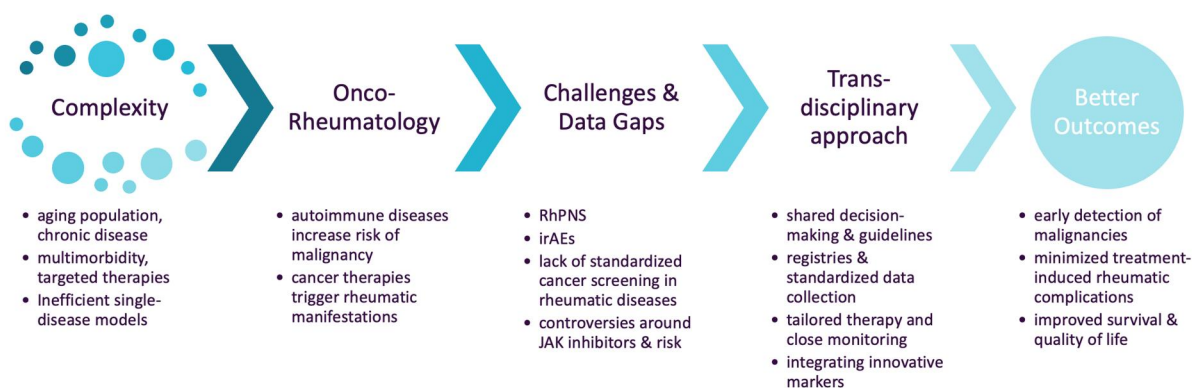 Complexity
• aging population,
chronic disease
• multimorbidity,
targeted therapies
• Inefficient single-
disease models
Onco-
Rheumatology
• autoimmune diseases
increase risk of
malignancy
• cancer therapies
trigger rheumatic
manifestations
Challenges &
Data Gaps
• RhPNS
• irAEs
• lack of standardized
cancer screening in
rheumatic diseases
• controversies around
JAK inhibitors & risk
Trans-
disciplinary
approach
• shared decision-
making & guidelines
• registries &
standardized data
collection
• tailored therapy and
close monitoring
• integrating innovative
markers
Better
Outcomes
• early detection of
malignancies
• minimized treatment-
induced rheumatic
complications
• improved survival &
quality of life